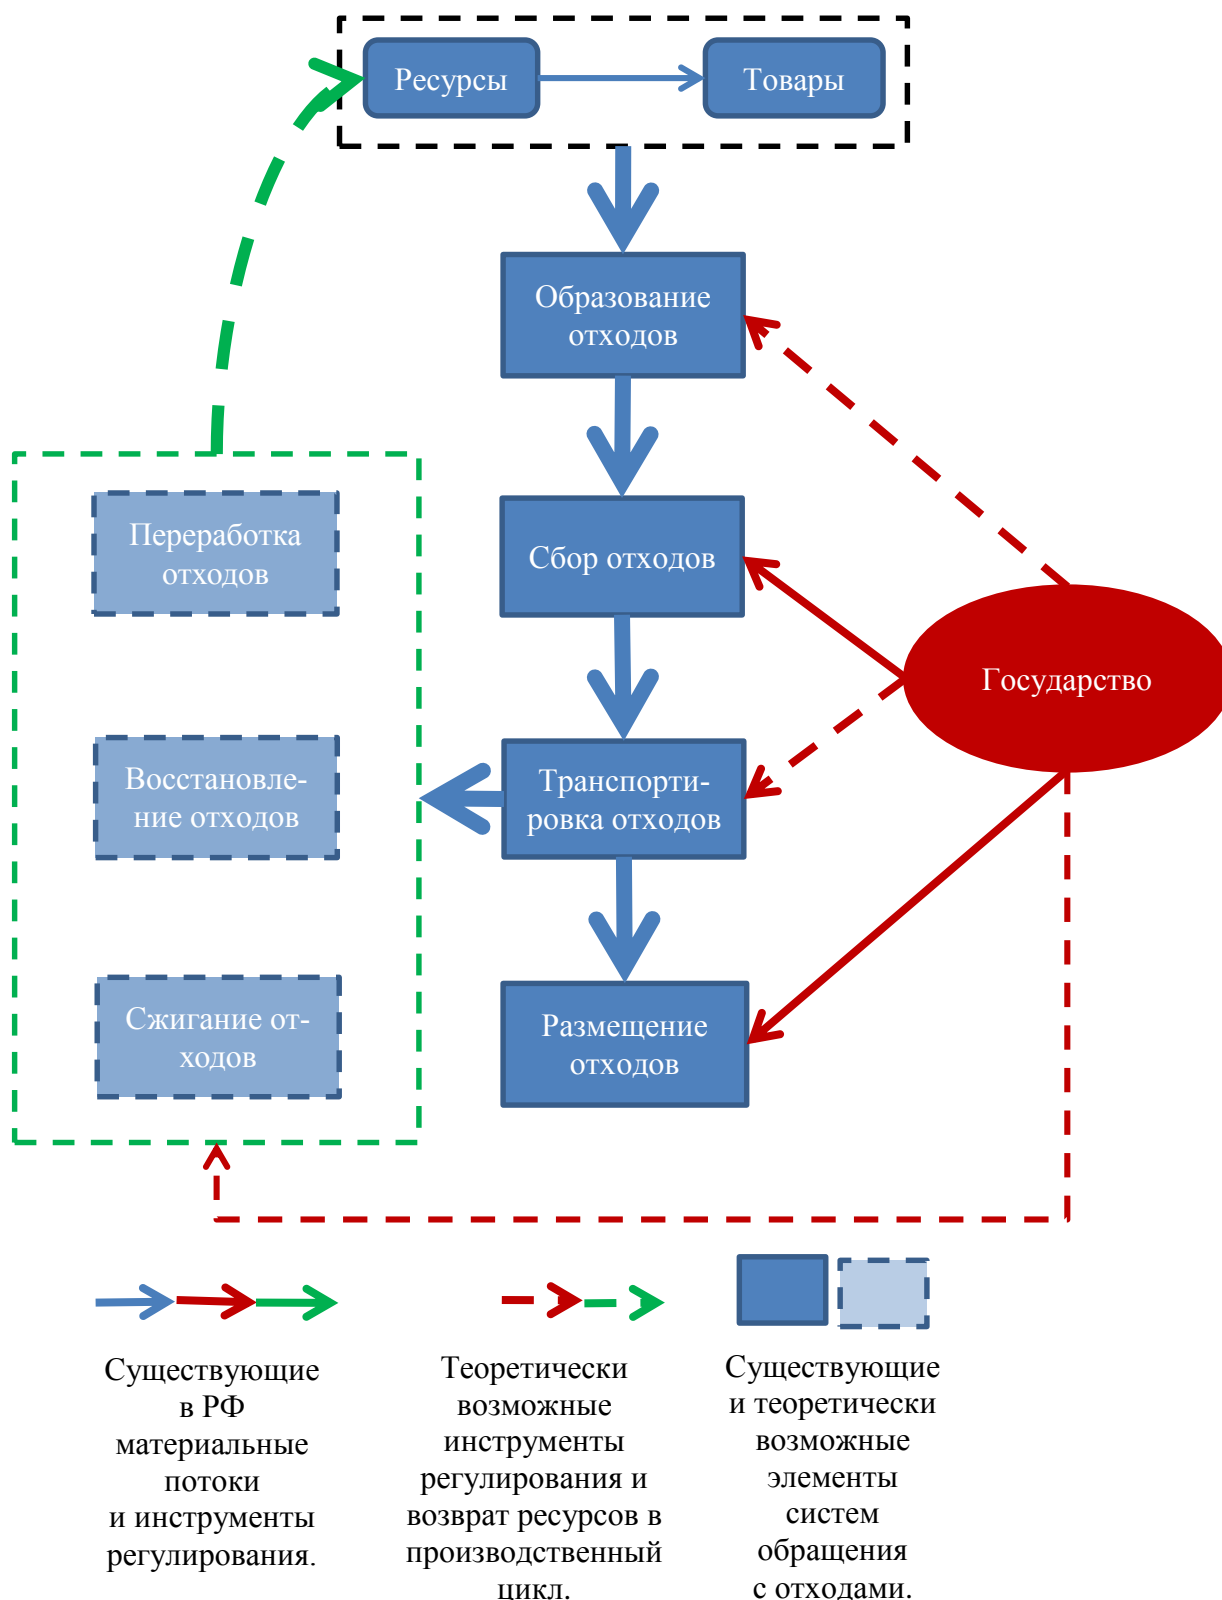 Ресурсы
Товары
Образование
отходов
Переработка
отходов
Сбор отходов
Государство
Восстановле-
ние отходов
Транспорти-
ровка отходов
Сжигание от-
ходов
Размещение
отходов
Существующие
в РФ
материальные
потоки
и инструменты
регулирования.
Теоретически
возможные
инструменты
регулирования и
возврат ресурсов в
производственный
цикл.
Существующие
и теоретически
возможные
элементы
систем
обращения
с отходами.